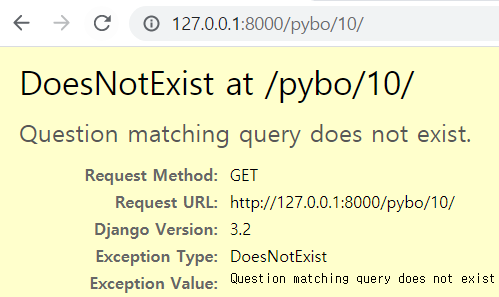 127.0.0.1:8000/pybo/10/
DoesNotExist at /pybo/10/
Question matching query does not exist.
Request Method: GET
Request URL: http://127.0.0.1:8000/pybo/10/
Django Version: 3.2
Exception Type: DoesNotExist
Exception Value: Question matching query does not exist